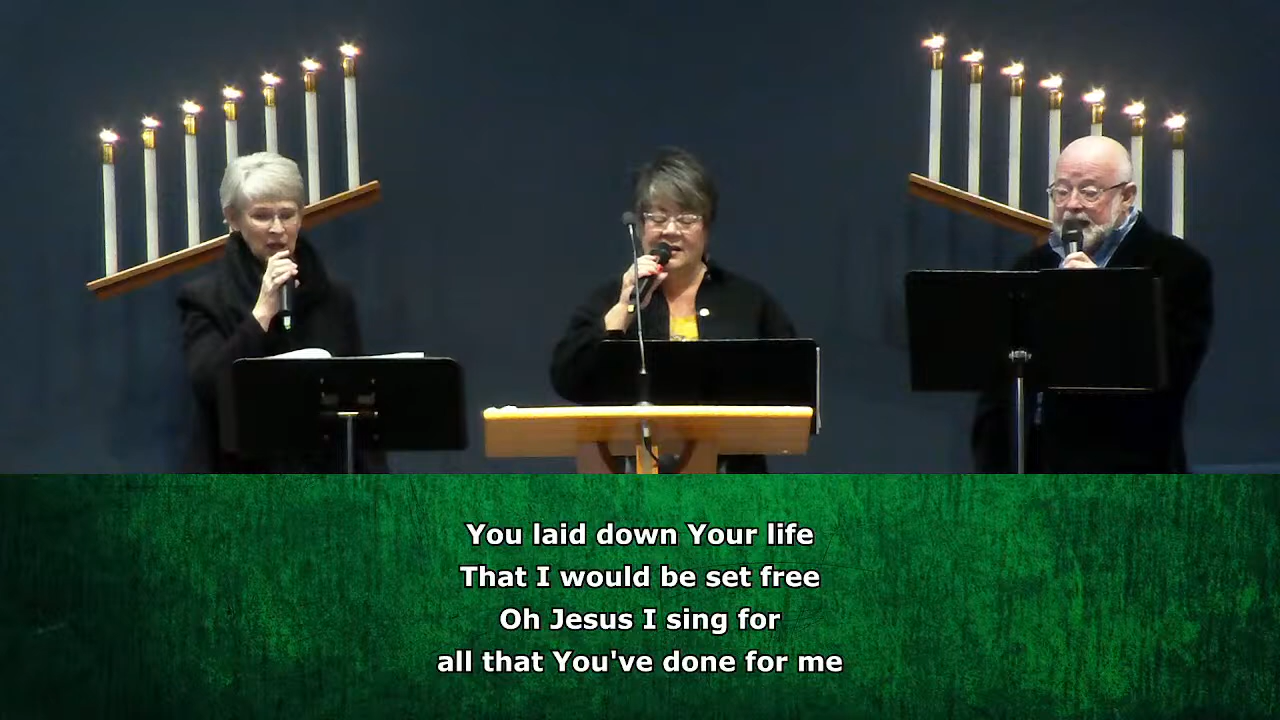 You laid down Your life
That I would be set free
Oh Jesus I sing for
all that You've done for me